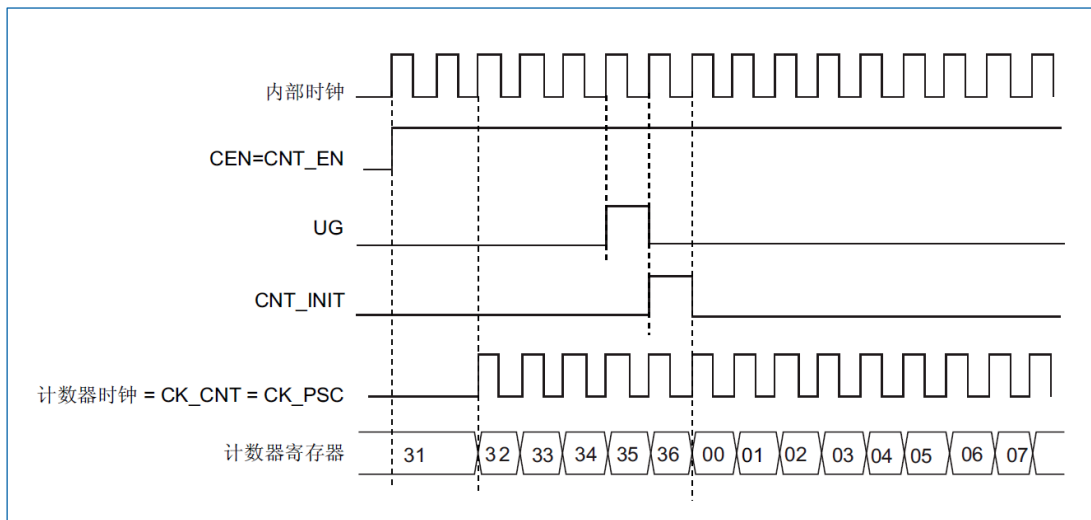 内部时钟
CEN=CNT_EN
UG
CNT_INIT
计数器时钟 = CK_CNT = CK_PSC
计数器寄存器 31 32 33 34 35 36 00 01 02 03 04 05 06 07